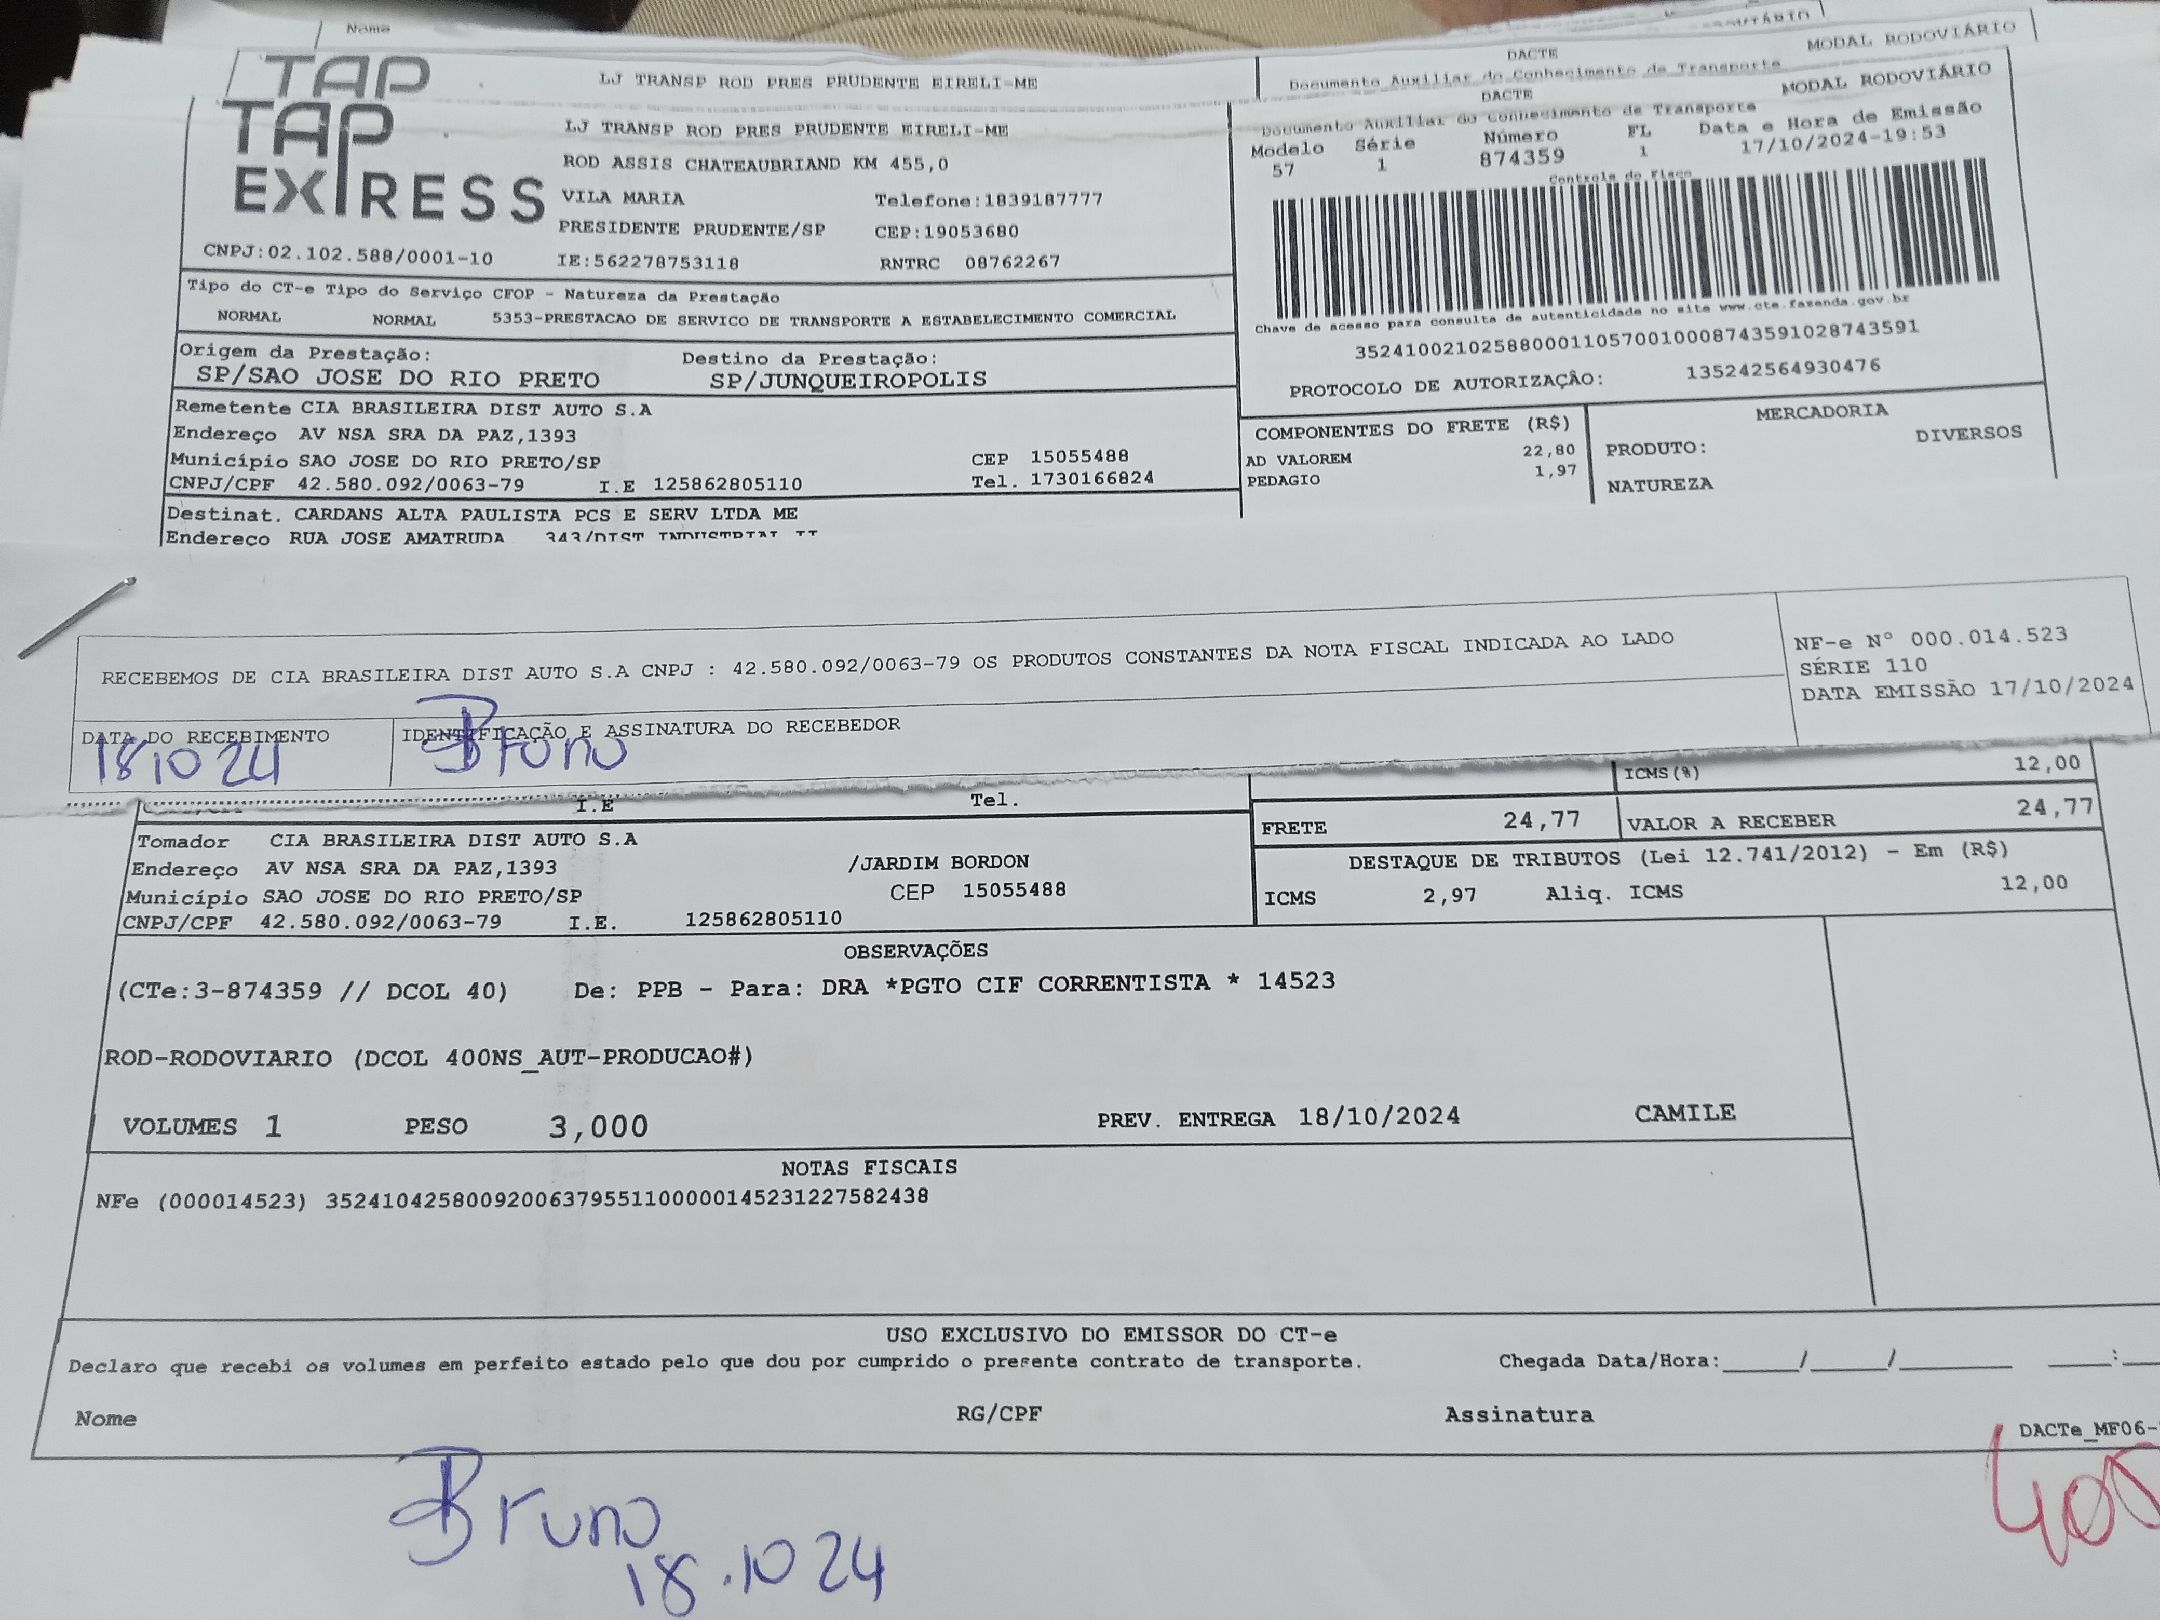 Nome
TAP
LJ TRANSP ROD PRES PRUDENTE EIRELI-ME
DACTE
MODAL RODOVIÁRIO
Documento Auxiliar do Conhecimento de Transporte
TAP
EXPRESS
LJ TRANSP ROD PRES PRUDENTE EIRELI-ME
ROD ASSIS CHATEAUBRIAND KM 455,0
VILA MARIA Telefone:1839187777
PRESIDENTE PRUDENTE/SP CEP:19053680
CNPJ:02.102.588/0001-10 IE:562278753118 RNTRC 08762267
DACTE
MODAL RODOVIÁRIO
Documento Auxiliar do Conhecimento de Transporte
Modelo Série Número FL Data e Hora de Emissão
57 1 874359 1 17/10/2024-19:53
Controle do Fisco
Chave de acesso para consulta de autenticidade no site www.cte.fazenda.gov.br
35241002102588000110570010008743591028743591
PROTOCOLO DE AUTORIZAÇÃO: 135242564930476
Tipo do CT-e Tipo do Serviço CFOP - Natureza da Prestação
NORMAL NORMAL 5353-PRESTACAO DE SERVICO DE TRANSPORTE A ESTABELECIMENTO COMERCIAL
Origem da Prestação: Destino da Prestação:
SP/SAO JOSE DO RIO PRETO SP/JUNQUEIROPOLIS
Remetente CIA BRASILEIRA DIST AUTO S.A
Endereço AV NSA SRA DA PAZ,1393
Município SAO JOSE DO RIO PRETO/SP CEP 15055488
CNPJ/CPF 42.580.092/0063-79 I.E 125862805110 Tel. 1730166824
COMPONENTES DO FRETE (R$)
AD VALOREM 22,80
PEDAGIO 1,97
MERCADORIA
PRODUTO: DIVERSOS
NATUREZA
Destinat. CARDANS ALTA PAULISTA PCS E SERV LTDA ME
Endereço RUA JOSE AMATRUDA 343/DIST INDUSTRIAL II
RECEBEMOS DE CIA BRASILEIRA DIST AUTO S.A CNPJ : 42.580.092/0063-79 OS PRODUTOS CONSTANTES DA NOTA FISCAL INDICADA AO LADO
NF-e Nº 000.014.523
SÉRIE 110
DATA EMISSÃO 17/10/2024
DATA DO RECEBIMENTO IDENTIFICAÇÃO E ASSINATURA DO RECEBEDOR
18 10 24 Bruno
ICMS(%) 12,00
I.E Tel.
FRETE 24,77 VALOR A RECEBER 24,77
Tomador CIA BRASILEIRA DIST AUTO S.A
Endereço AV NSA SRA DA PAZ,1393 /JARDIM BORDON
Município SAO JOSE DO RIO PRETO/SP CEP 15055488
CNPJ/CPF 42.580.092/0063-79 I.E. 125862805110
DESTAQUE DE TRIBUTOS (Lei 12.741/2012) - Em (R$)
ICMS 2,97 Aliq. ICMS 12,00
OBSERVAÇÕES
(CTe:3-874359 // DCOL 40) De: PPB - Para: DRA *PGTO CIF CORRENTISTA * 14523
ROD-RODOVIARIO (DCOL 400NS_AUT-PRODUCAO#)
VOLUMES 1 PESO 3,000 PREV. ENTREGA 18/10/2024 CAMILE
NOTAS FISCAIS
NFe (000014523) 35241042580092006379551100000145231227582438
USO EXCLUSIVO DO EMISSOR DO CT-e
Declaro que recebi os volumes em perfeito estado pelo que dou por cumprido o presente contrato de transporte. Chegada Data/Hora:_____/_____/________ ____:__
Nome RG/CPF Assinatura
DACTe_MF06-
Bruno
18.10 24